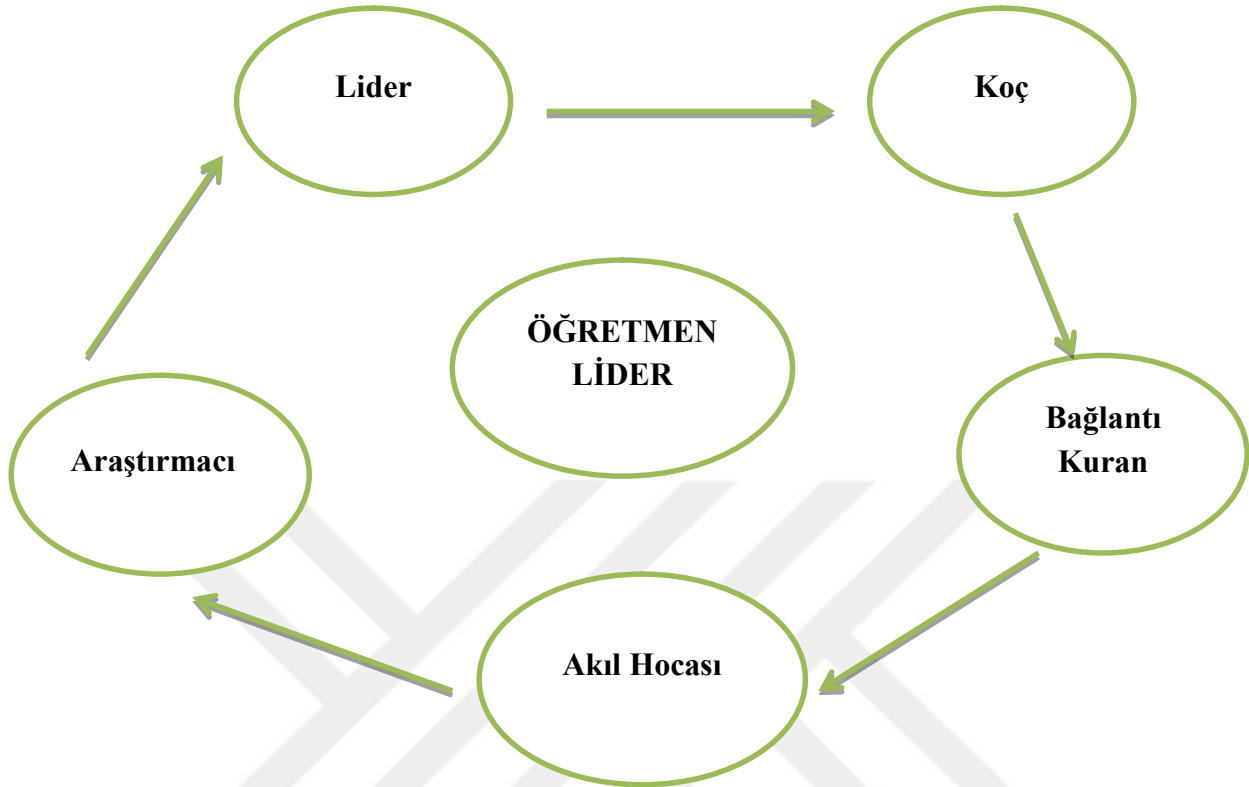 Lider
Koç
ÖĞRETMEN
LİDER
Bağlantı
Kuran
Araştırmacı
Akıl Hocası